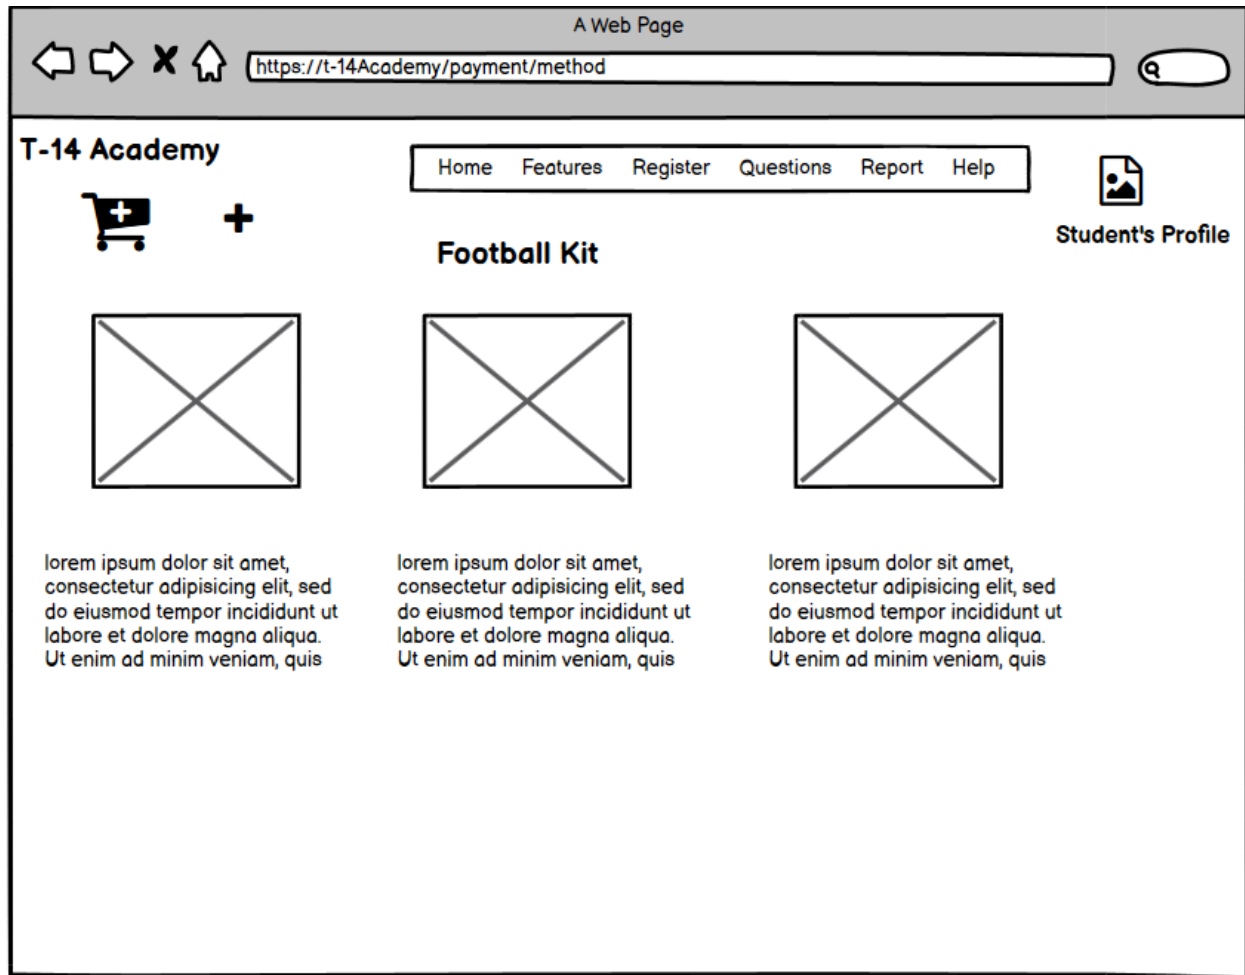 A Web Page
https://t-14Academy/payment/method
T-14 Academy
Home Features Register Questions Report Help
Student's Profile
Football Kit
lorem ipsum dolor sit amet,
consectetur adipisicing elit, sed
do eiusmod tempor incididunt ut
labore et dolore magna aliqua.
Ut enim ad minim veniam, quis
lorem ipsum dolor sit amet,
consectetur adipisicing elit, sed
do eiusmod tempor incididunt ut
labore et dolore magna aliqua.
Ut enim ad minim veniam, quis
lorem ipsum dolor sit amet,
consectetur adipisicing elit, sed
do eiusmod tempor incididunt ut
labore et dolore magna aliqua.
Ut enim ad minim veniam, quis